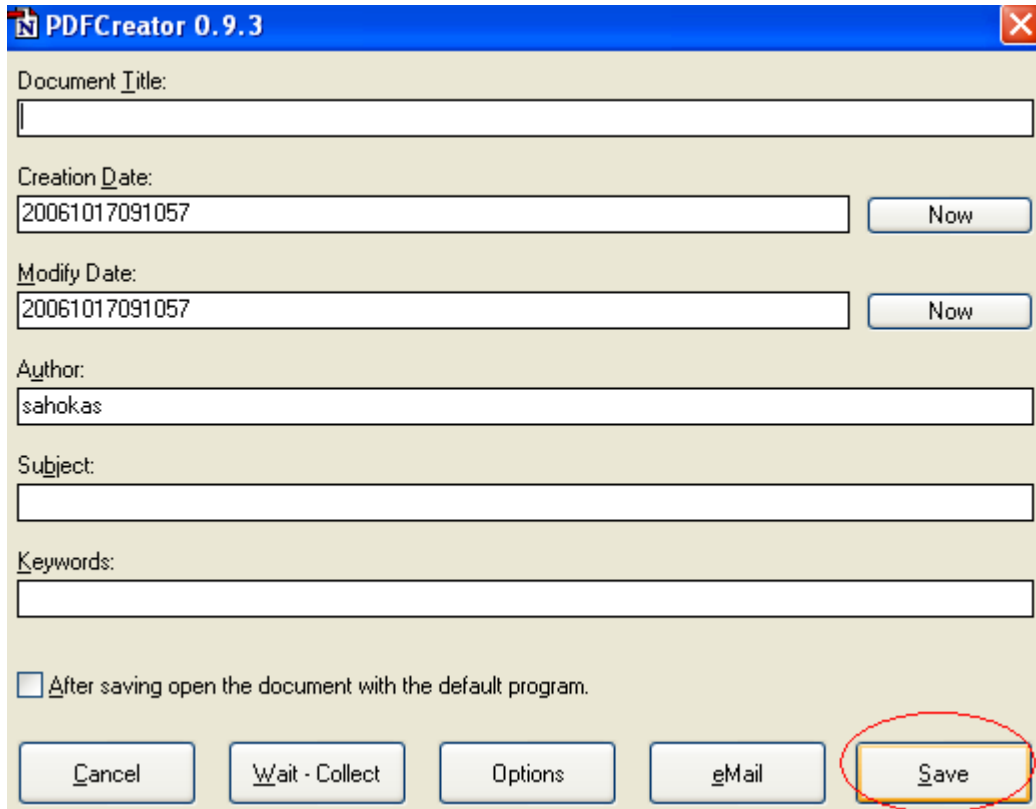 PDFCreator 0.9.3
Document Title:
Creation Date:
20061017091057
Now
Modify Date:
20061017091057
Now
Author:
sahokas
Subject:
Keywords:
After saving open the document with the default program.
Cancel Wait - Collect Options eMail Save